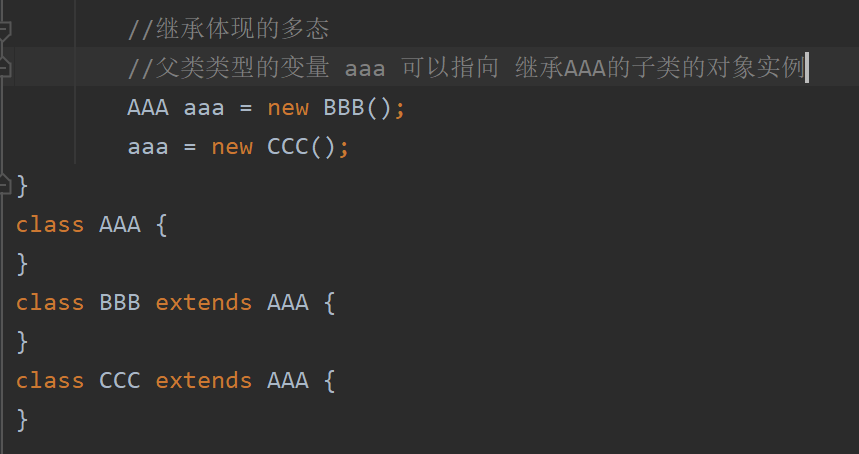 //继承体现的多态
//父类类型的变量 aaa 可以指向 继承AAA的子类的对象实例
AAA aaa = new BBB();
aaa = new CCC();
}
class AAA {
}
class BBB extends AAA {
}
class CCC extends AAA {
}